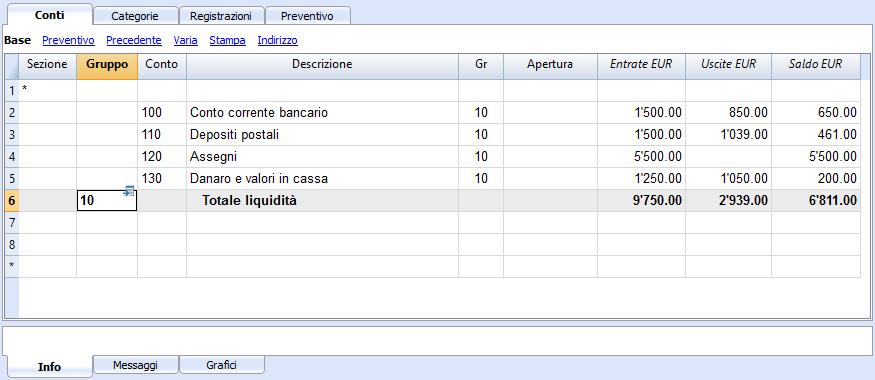 Conti Categorie Registrazioni Preventivo
Base Preventivo Precedente Varia Stampa Indirizzo
Sezione Gruppo Conto Descrizione Gr Apertura Entrate EUR Uscite EUR Saldo EUR
1 *
2 100 Conto corrente bancario 10 1'500.00 850.00 650.00
3 110 Depositi postali 10 1'500.00 1'039.00 461.00
4 120 Assegni 10 5'500.00 5'500.00
5 130 Danaro e valori in cassa 10 1'250.00 1'050.00 200.00
6 10 Totale liquidità 9'750.00 2'939.00 6'811.00
7
8
*
Info Messaggi Grafici